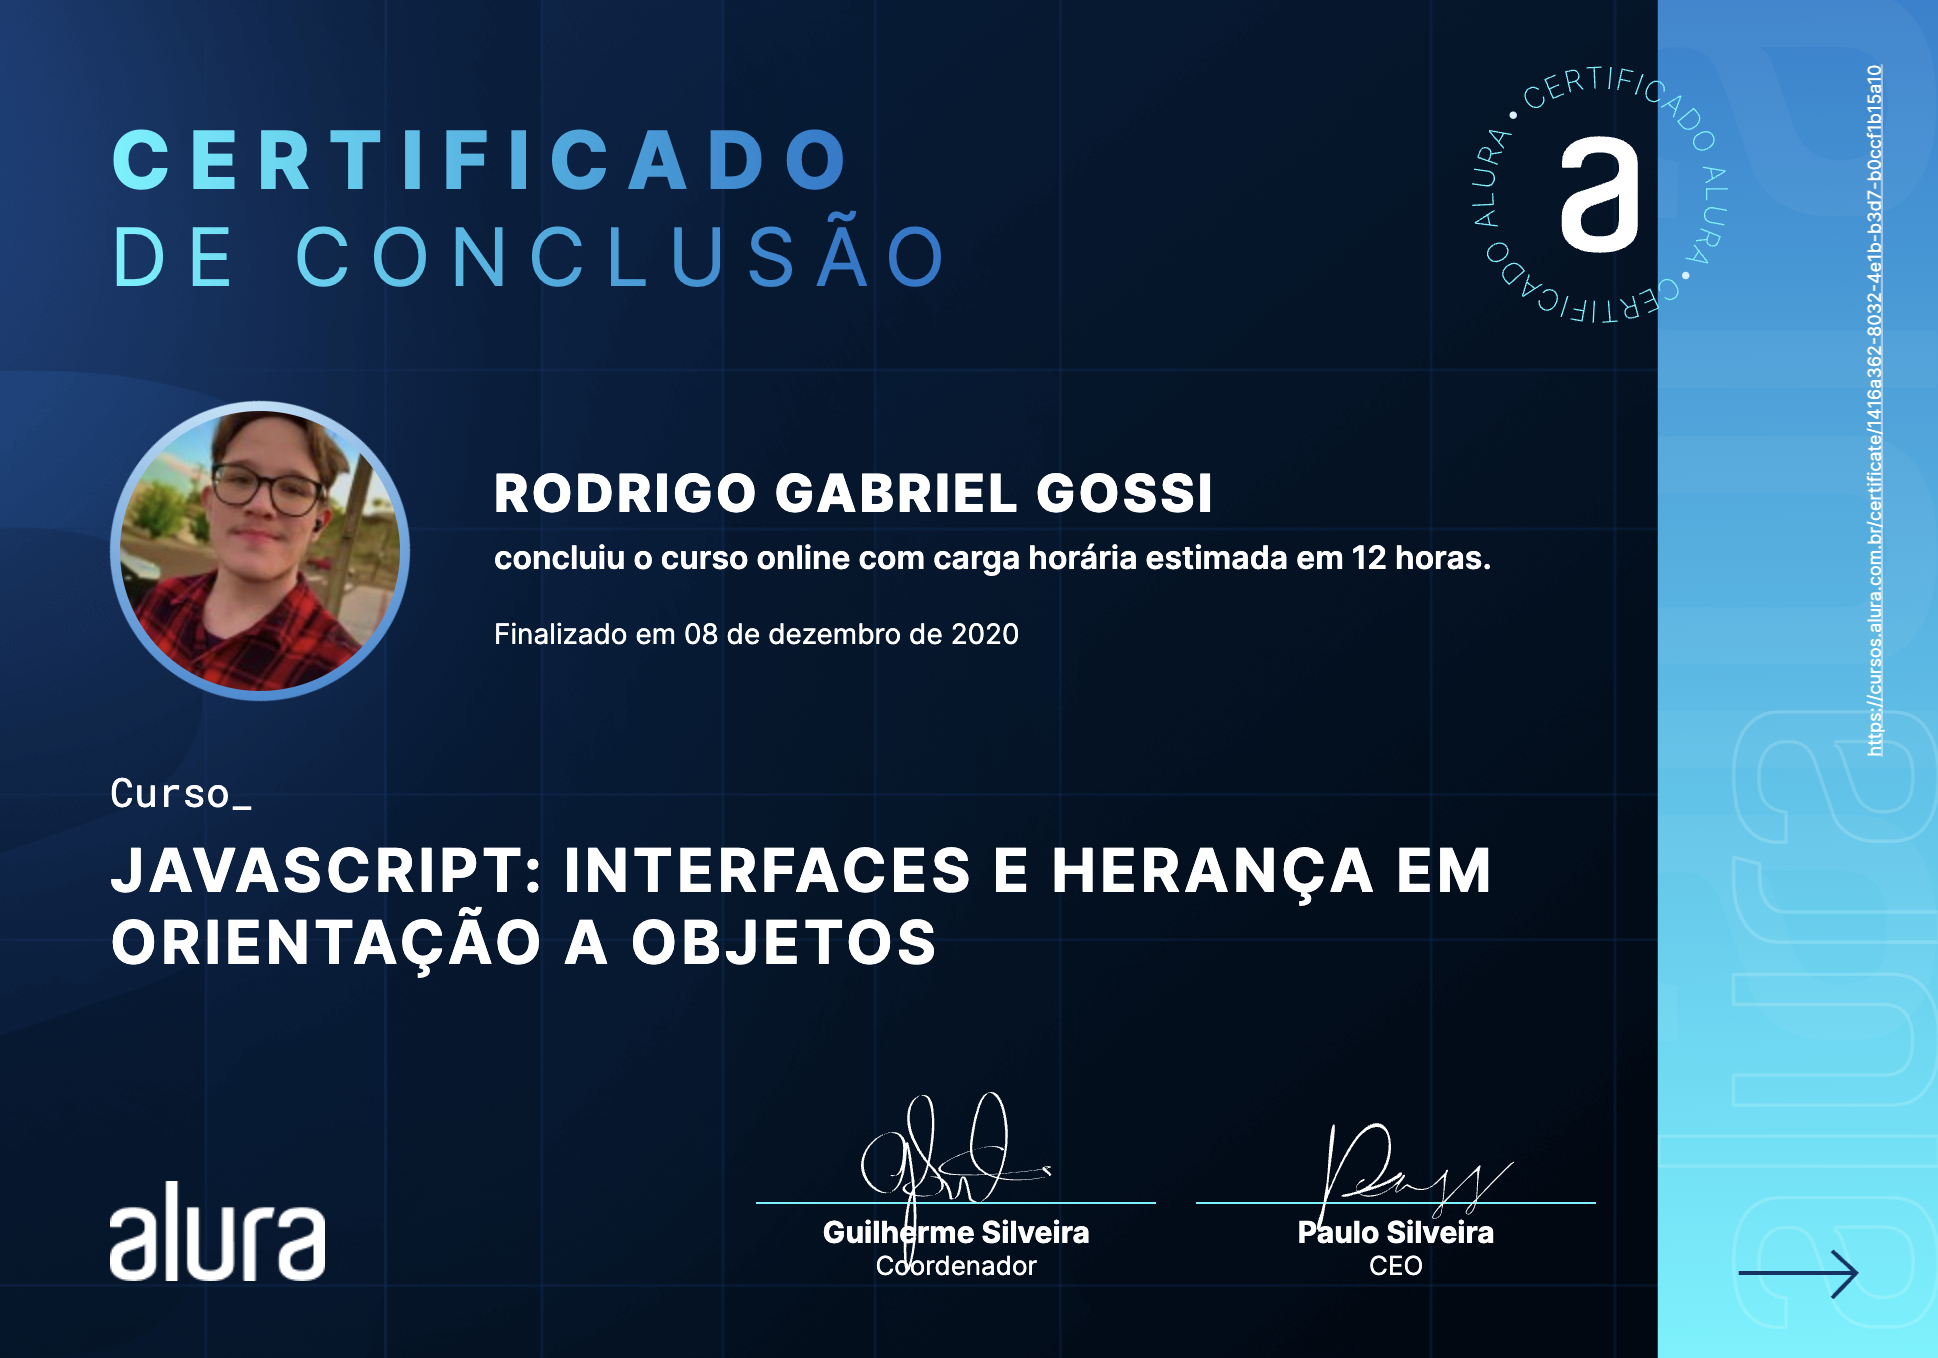 CERTIFICADO
DE CONCLUSÃO
CERTIFICADO ALURA • CERTIFICADO ALURA •
a
RODRIGO GABRIEL GOSSI
concluiu o curso online com carga horária estimada em 12 horas.
Finalizado em 08 de dezembro de 2020
Curso_
JAVASCRIPT: INTERFACES E HERANÇA EM
ORIENTAÇÃO A OBJETOS
alura
Guilherme Silveira
Coordenador
Paulo Silveira
CEO
https://cursos.alura.com.br/certificate/1416a362-8032-4e1b-b3d7-b0ccf1b15a10
alura